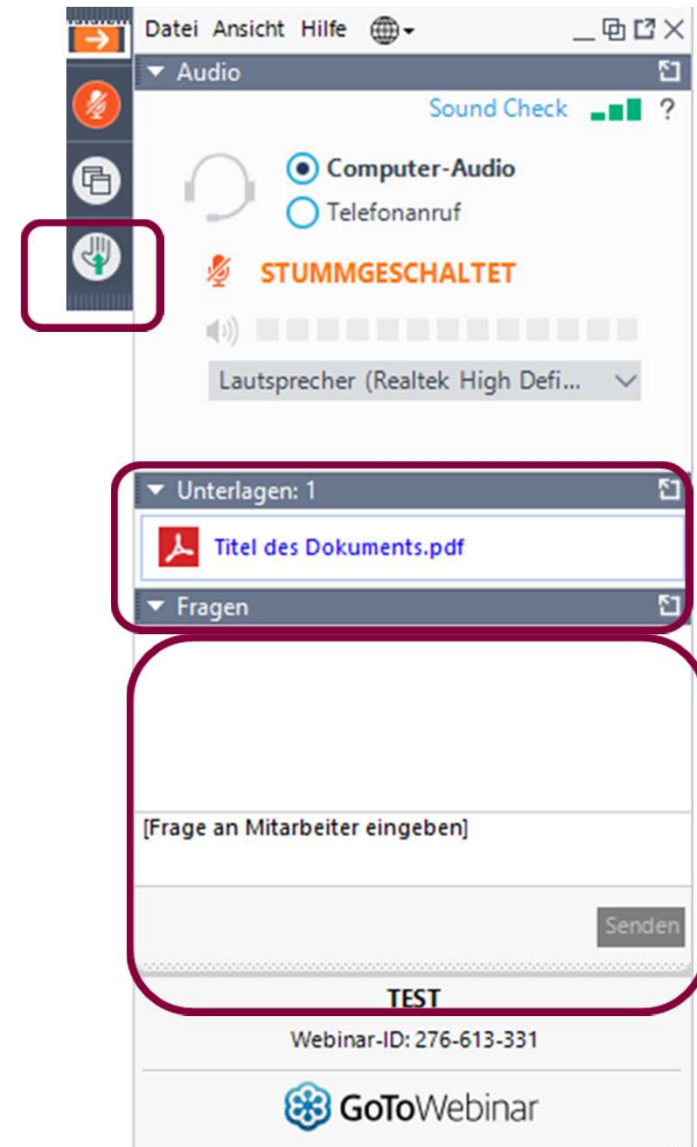 Datei Ansicht Hilfe
Audio
Sound Check ?
Computer-Audio
Telefonanruf
STUMMGESCHALTET
Lautsprecher (Realtek High Defi...
Unterlagen: 1
Titel des Dokuments.pdf
Fragen
[Frage an Mitarbeiter eingeben]
Senden
TEST
Webinar-ID: 276-613-331
GoToWebinar